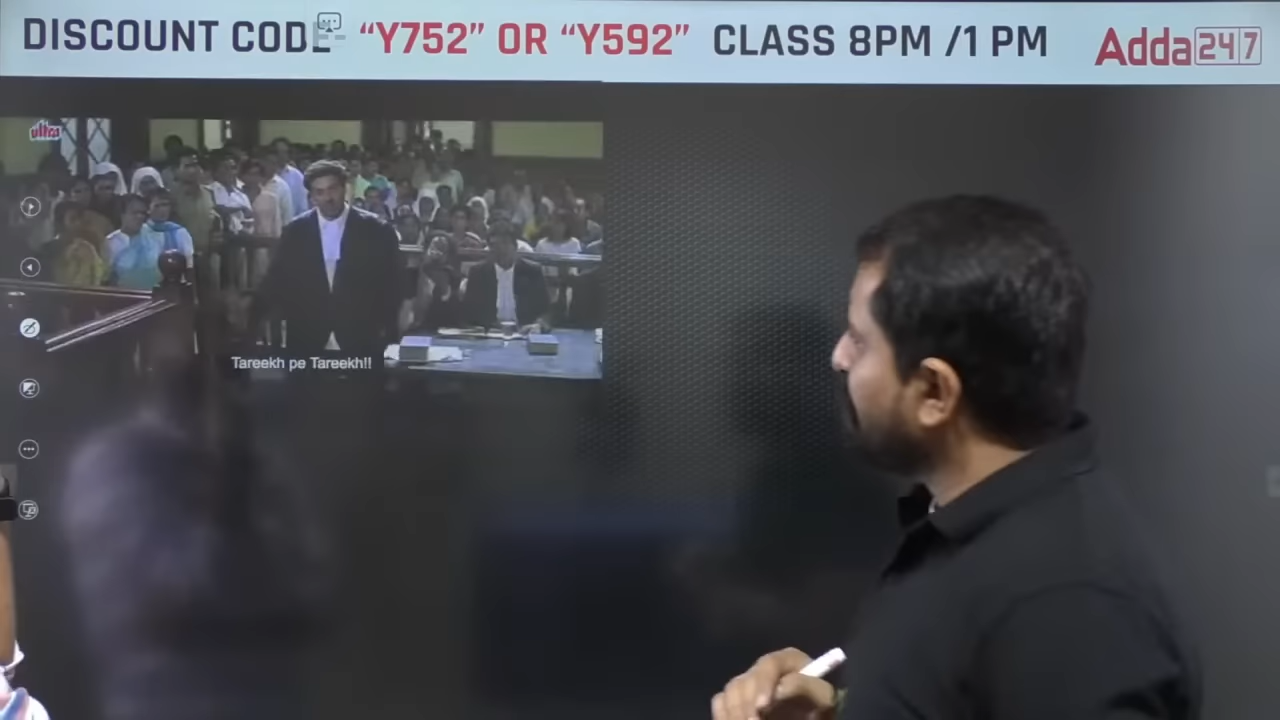 DISCOUNT CODE "Y752" OR "Y592" CLASS 8PM /1 PM
Adda247
ultra
Tareekh pe Tareekh!!